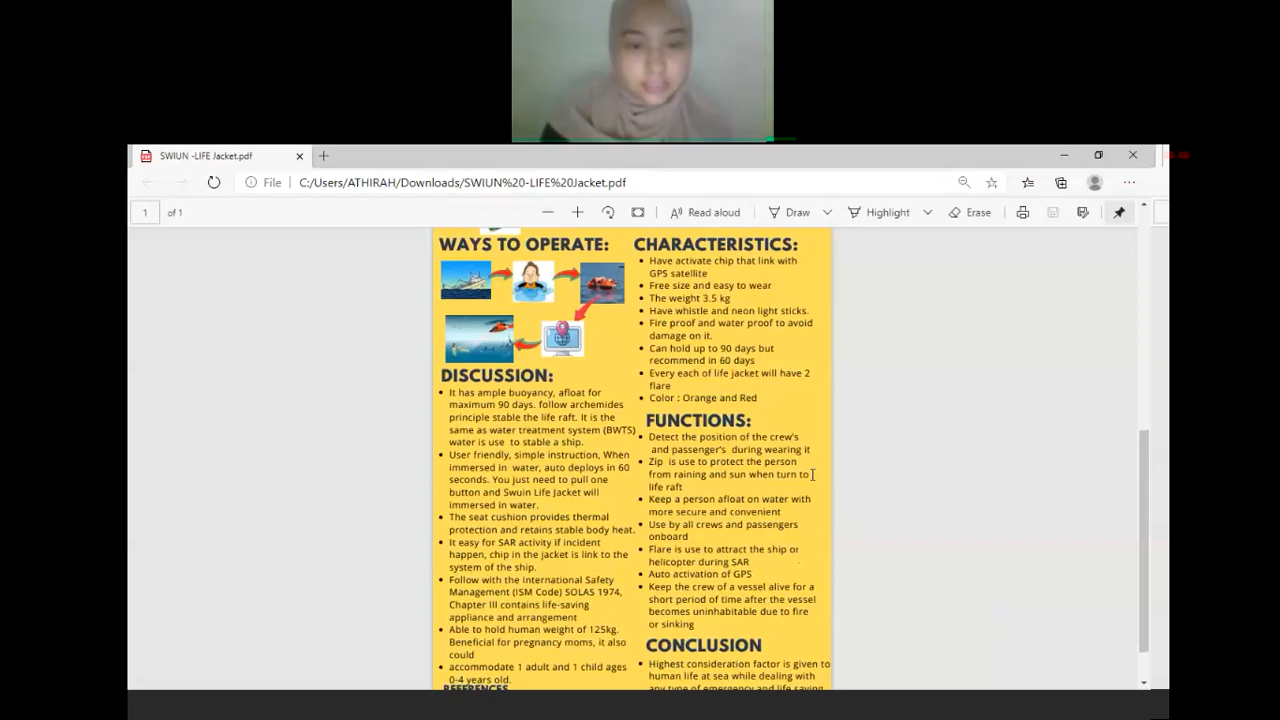 SWIUN -LIFE Jacket.pdf
File
C:/Users/ATHIRAH/Downloads/SWIUN%20-LIFE%20Jacket.pdf
1
of 1
Read aloud
Draw
Highlight
Erase
WAYS TO OPERATE:
DISCUSSION:
It has ample buoyancy, afloat for
maximum 90 days. follow archemides
principle stable the life raft. It is the
same as water treatment system (BWTS)
water is use to stable a ship.
User friendly, simple instruction, When
immersed in water, auto deploys in 60
seconds. You just need to pull one
button and Swuin Life Jacket will
immersed in water.
The seat cushion provides thermal
protection and retains stable body heat.
It easy for SAR activity if incident
happen, chip in the jacket is link to the
system of the ship.
Follow with the International Safety
Management (ISM Code) SOLAS 1974,
Chapter III contains life-saving
appliance and arrangement
Able to hold human weight of 125kg.
Beneficial for pregnancy moms, it also
could
accommodate 1 adult and 1 child ages
0-4 years old.
REFERENCES
CHARACTERISTICS:
Have activate chip that link with
GPS satellite
Free size and easy to wear
The weight 3.5 kg
Have whistle and neon light sticks.
Fire proof and water proof to avoid
damage on it.
Can hold up to 90 days but
recommend in 60 days
Every each of life jacket will have 2
flare
Color : Orange and Red
FUNCTIONS:
Detect the position of the crew's
and passenger's during wearing it
Zip is use to protect the person
from raining and sun when turn to
life raft
Keep a person afloat on water with
more secure and convenient
Use by all crews and passengers
onboard
Flare is use to attract the ship or
helicopter during SAR
Auto activation of GPS
Keep the crew of a vessel alive for a
short period of time after the vessel
becomes uninhabitable due to fire
or sinking
CONCLUSION
Highest consideration factor is given to
human life at sea while dealing with
any type of emergency and life saving